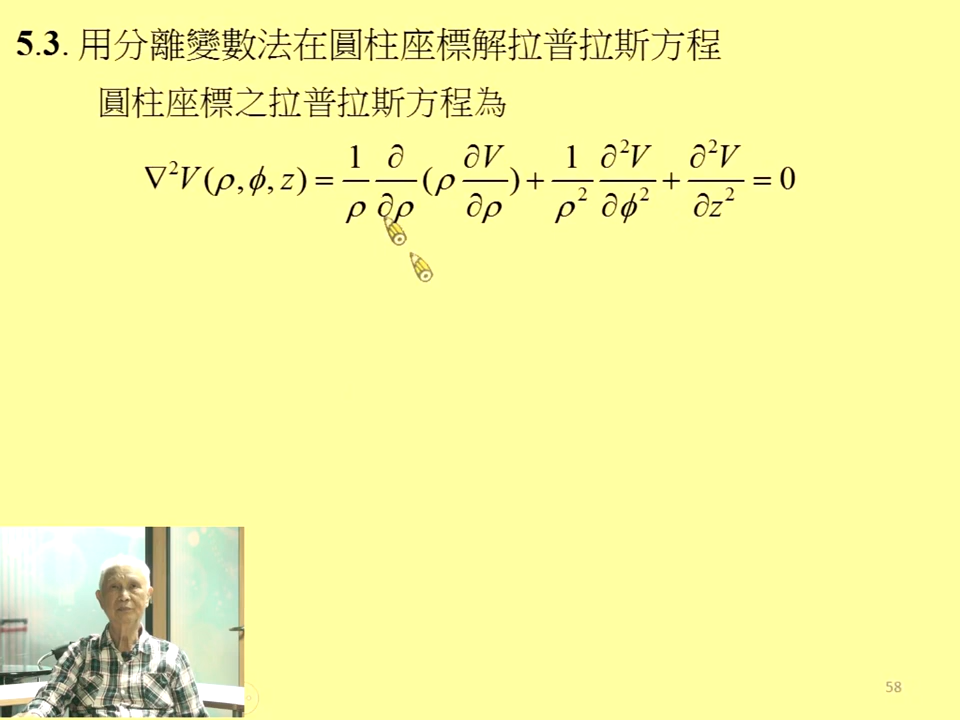 5.3. 用分離變數法在圓柱座標解拉普拉斯方程
圓柱座標之拉普拉斯方程為
∇²V(ρ,ϕ,z) = 1/ρ ∂/∂ρ (ρ ∂V/∂ρ) + 1/ρ² ∂²V/∂ϕ² + ∂²V/∂z² = 0
58